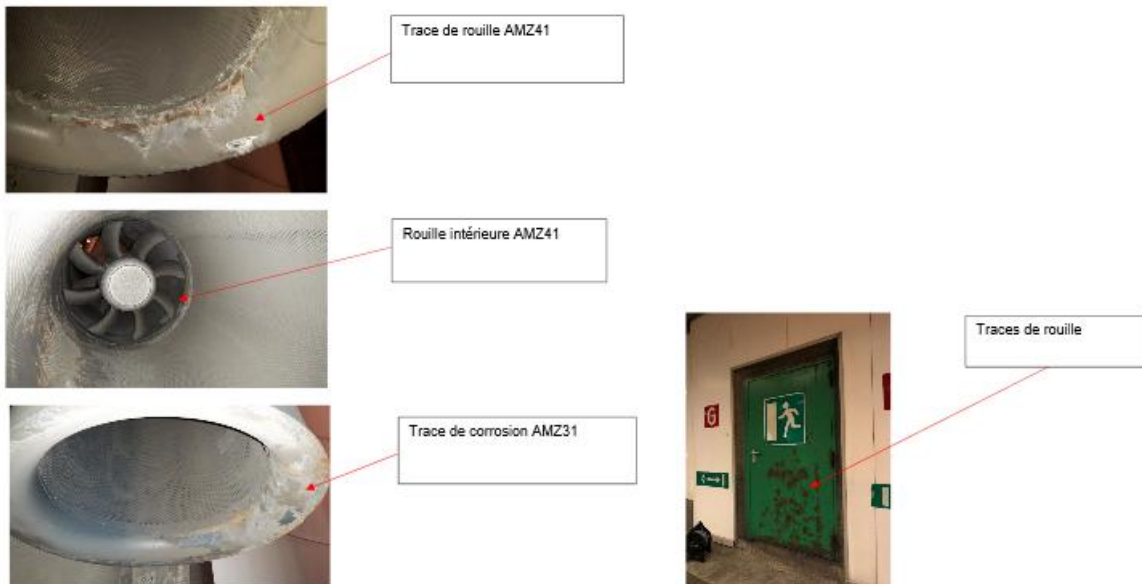 Trace de rouille AMZ41
Rouille intérieure AMZ41
Traces de rouille
G
Trace de corrosion AMZ31